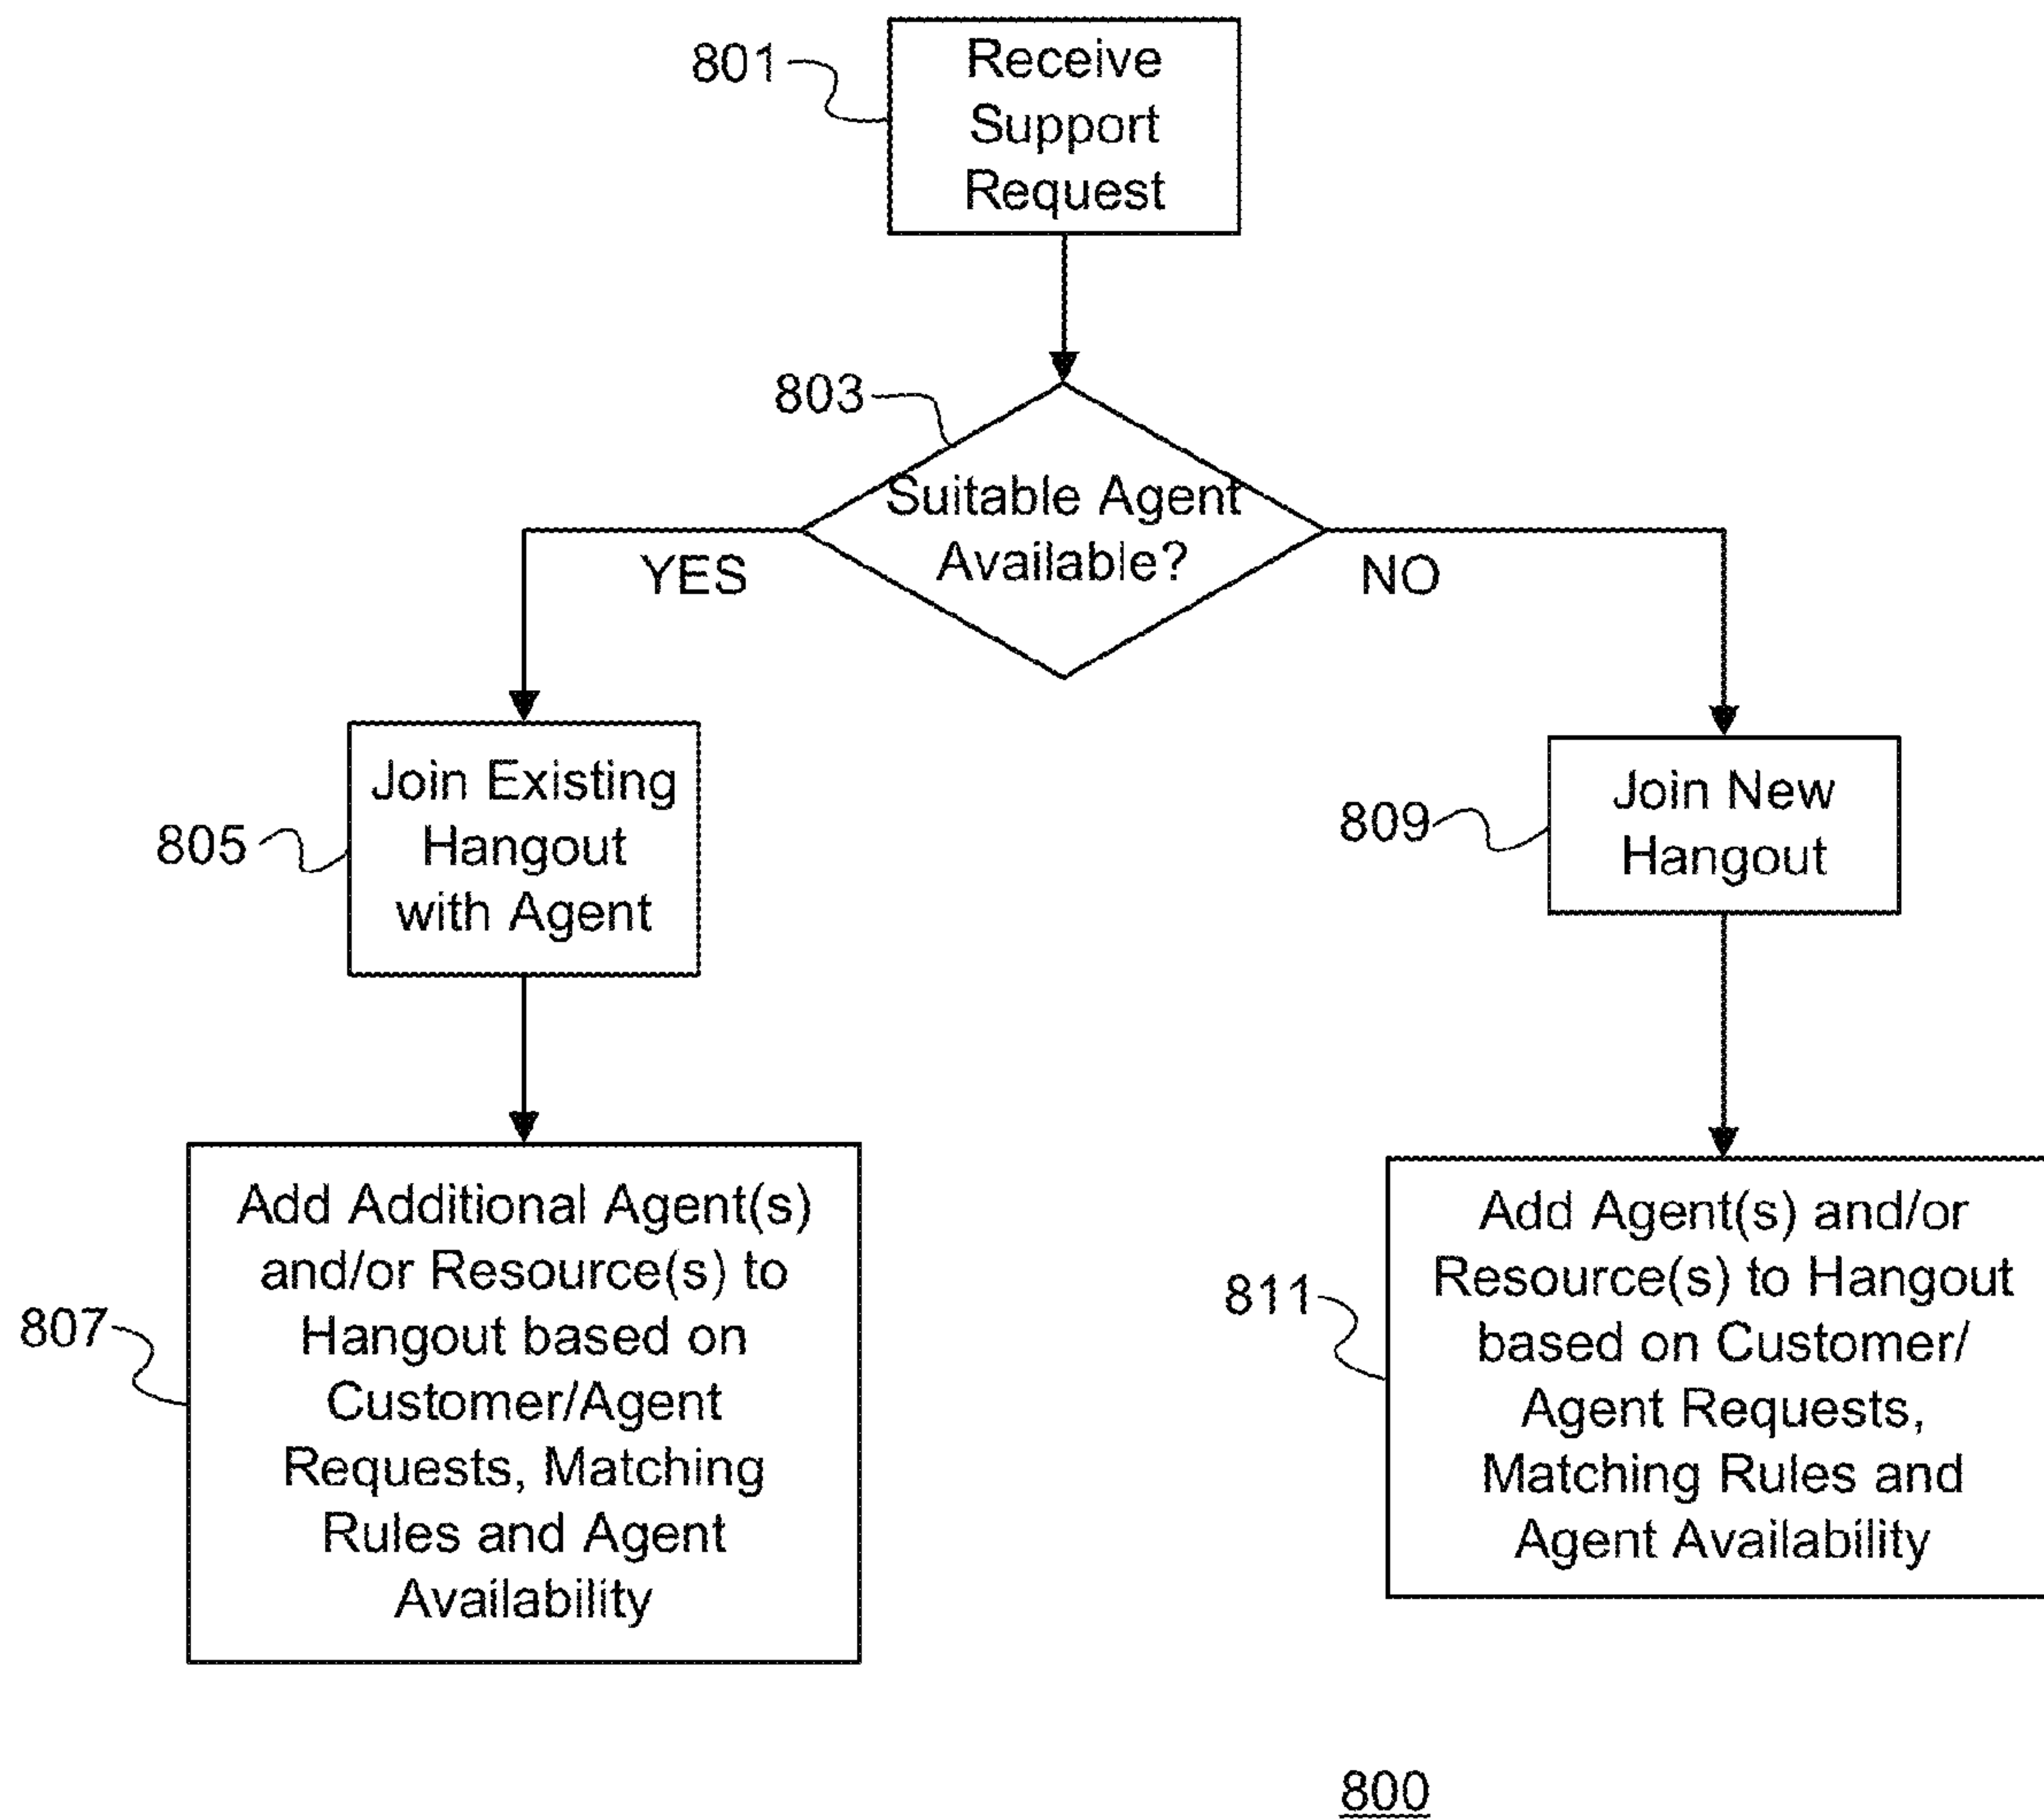 801
Receive
Support
Request
803
Suitable Agent
Available?
YES
NO
805
Join Existing
Hangout
with Agent
809
Join New
Hangout
807
Add Additional Agent(s)
and/or Resource(s) to
Hangout based on
Customer/Agent
Requests, Matching
Rules and Agent
Availability
811
Add Agent(s) and/or
Resource(s) to Hangout
based on Customer/
Agent Requests,
Matching Rules and
Agent Availability
800